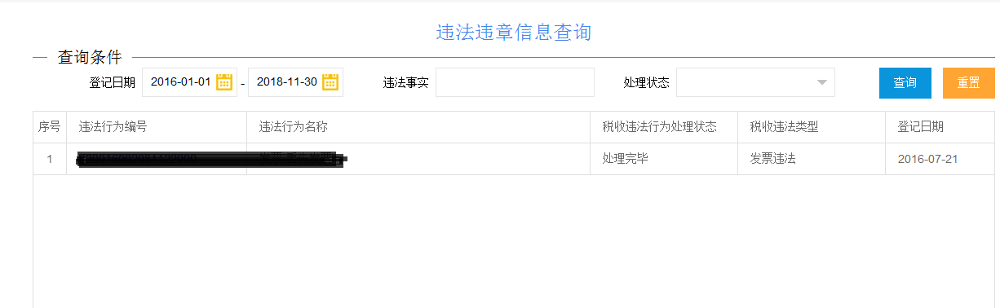 违法违章信息查询
查询条件
登记日期 2016-01-01 - 2018-11-30 违法事实 处理状态 查询 重置
序号 违法行为编号 违法行为名称 税收违法行为处理状态 税收违法类型 登记日期
1 处理完毕 发票违法 2016-07-21